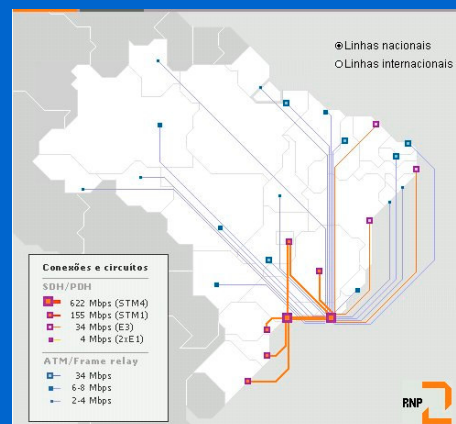 Linhas nacionais
Linhas internacionais
Conexões e circuitos
SDH/PDH
622 Mbps (STM4)
155 Mbps (STM1)
34 Mbps (E3)
4 Mbps (2xE1)
ATM/Frame relay
34 Mbps
6-8 Mbps
2-4 Mbps
RNP